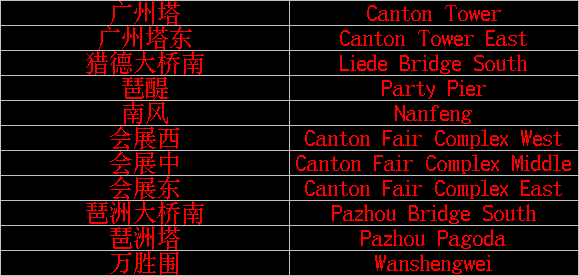 广州塔 Canton Tower
广州塔东 Canton Tower East
猎德大桥南 Liede Bridge South
琶醍 Party Pier
南风 Nanfeng
会展西 Canton Fair Complex West
会展中 Canton Fair Complex Middle
会展东 Canton Fair Complex East
琶洲大桥南 Pazhou Bridge South
琶洲塔 Pazhou Pagoda
万胜围 Wanshengwei